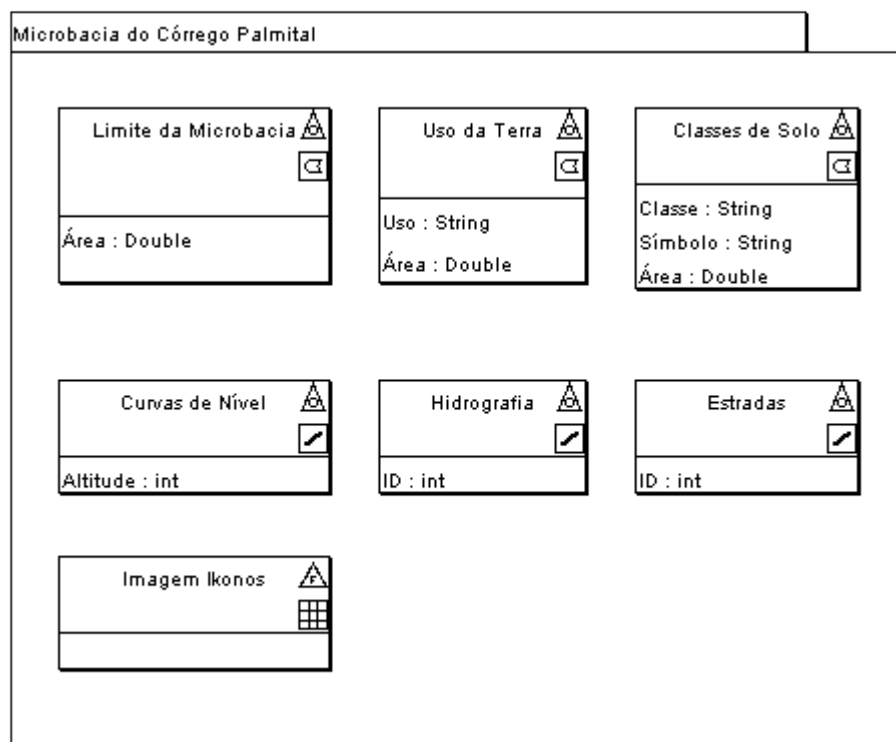 Microbacia do Córrego Palmital
Limite da Microbacia
Área : Double
Uso da Terra
Uso : String
Área : Double
Classes de Solo
Classe : String
Símbolo : String
Área : Double
Curvas de Nível
Altitude : int
Hidrografia
ID : int
Estradas
ID : int
Imagem Ikonos
F